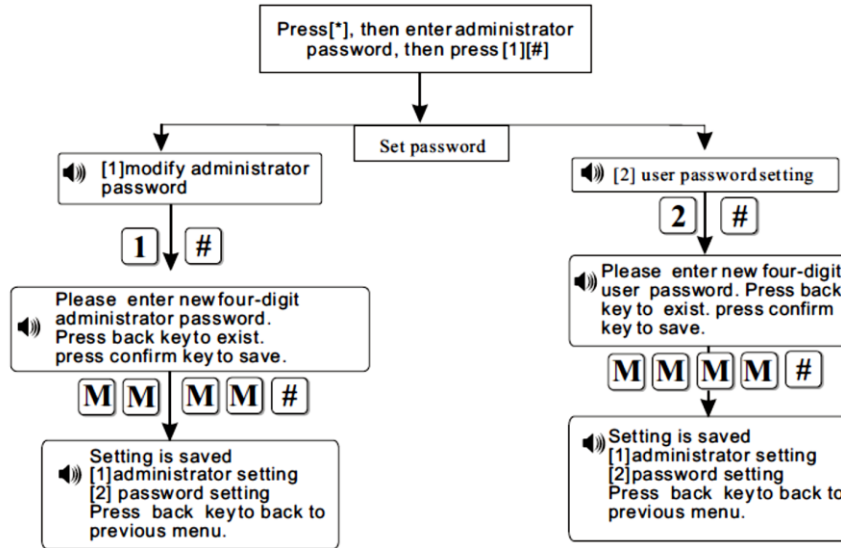 Press[*], then enter administrator
password, then press [1][#]
Set password
[1]modify administrator
password
1 #
Please enter new four-digit
administrator password.
Press back key to exist.
press confirm key to save.
M M M M #
Setting is saved
[1]administrator setting
[2] password setting
Press back key to back to
previous menu.
[2] user password setting
2 #
Please enter new four-digit
user password. Press back
key to exist. press confirm
key to save.
M M M M #
Setting is saved
[1]administrator setting
[2]password setting
Press back key to back to
previous menu.